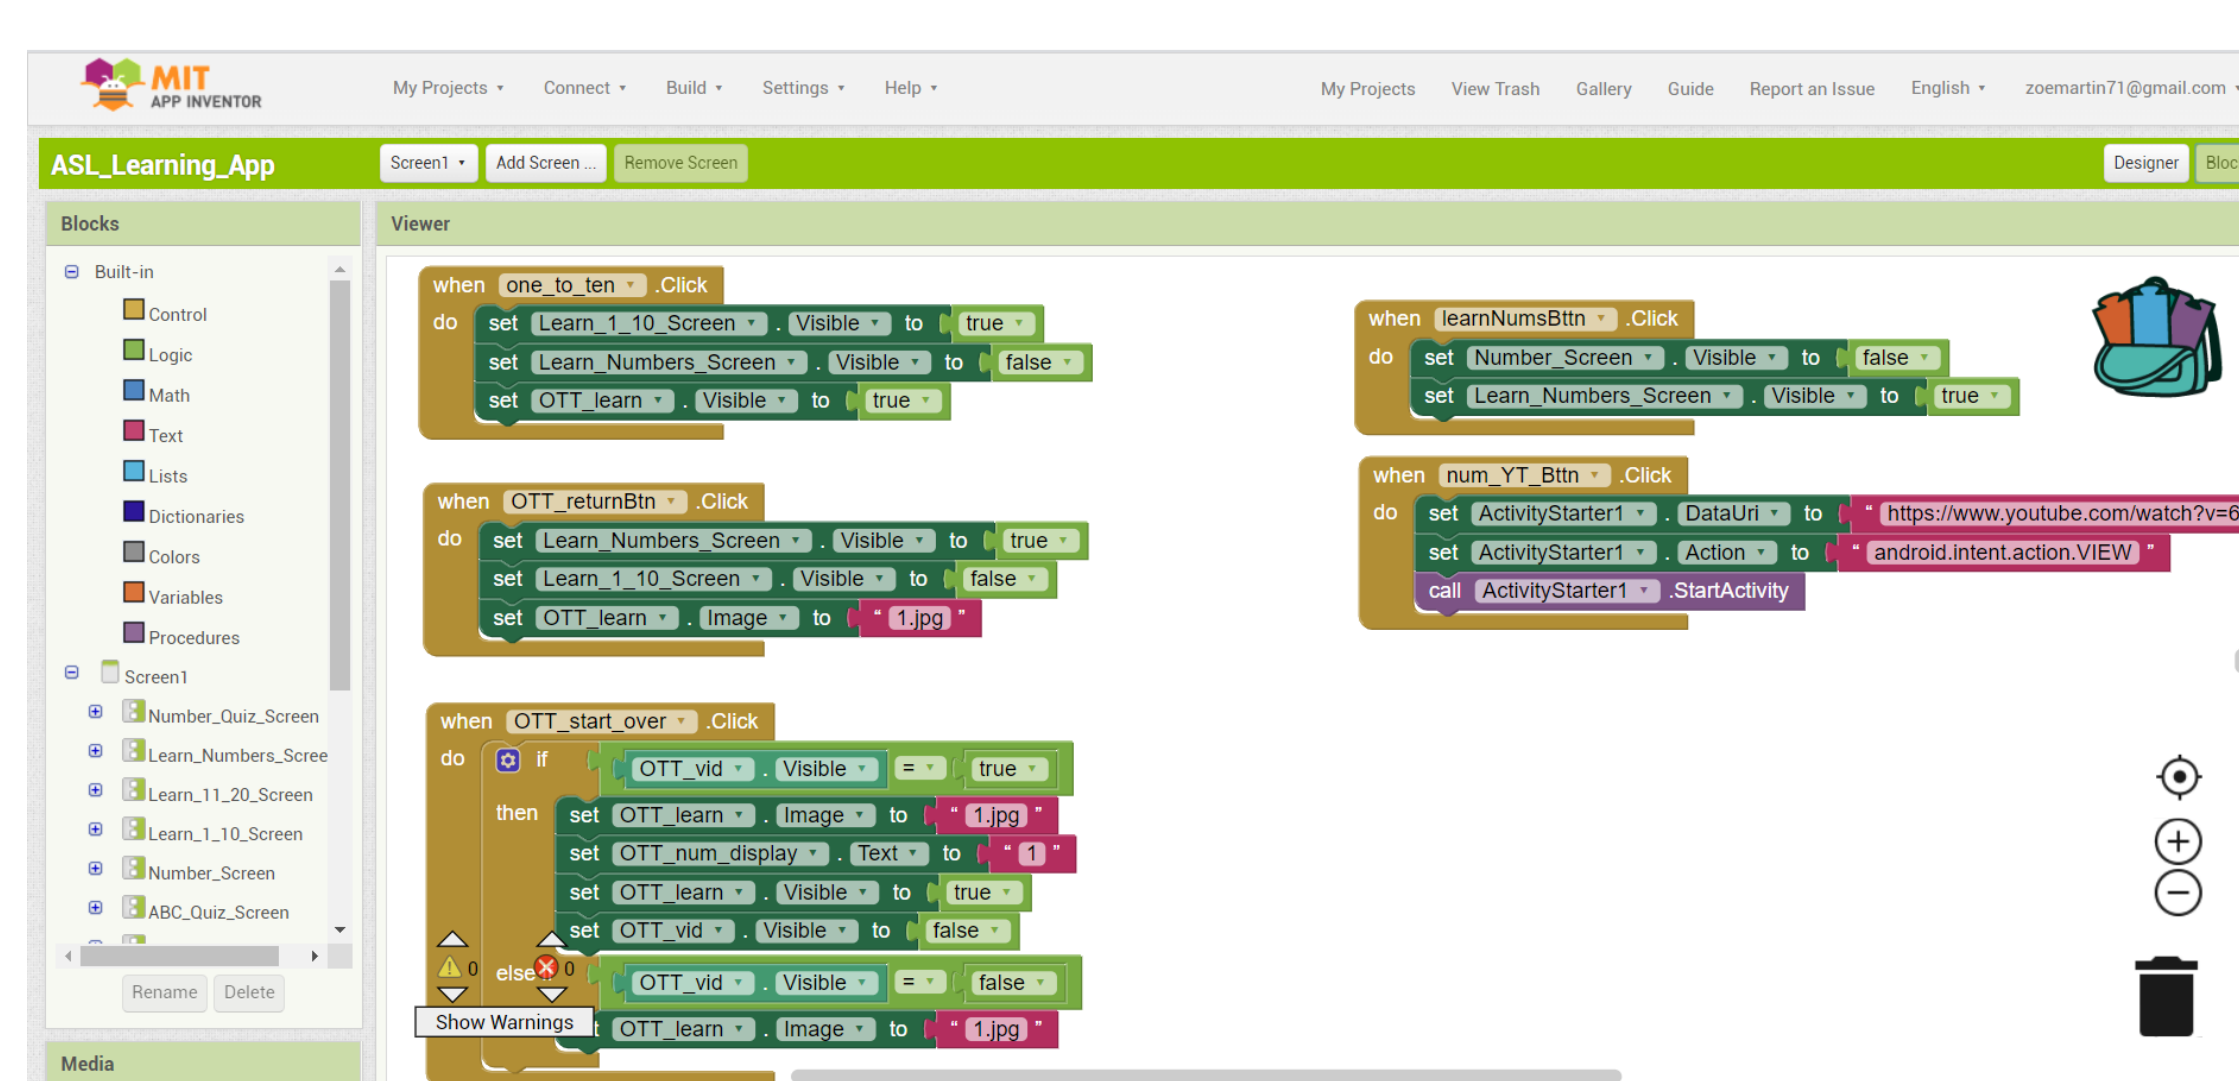 MIT
APP INVENTOR
My Projects Connect Build Settings Help My Projects View Trash Gallery Guide Report an Issue English zoemartin71@gmail.com
ASL_Learning_App Screen1 Add Screen ... Remove Screen Designer Bloc
Blocks
Built-in
Control
Logic
Math
Text
Lists
Dictionaries
Colors
Variables
Procedures
Screen1
Number_Quiz_Screen
Learn_Numbers_Scree
Learn_11_20_Screen
Learn_1_10_Screen
Number_Screen
ABC_Quiz_Screen
Rename Delete
Media
Viewer
when one_to_ten .Click
do set Learn_1_10_Screen . Visible to true
set Learn_Numbers_Screen . Visible to false
set OTT_learn . Visible to true
when OTT_returnBtn .Click
do set Learn_Numbers_Screen . Visible to true
set Learn_1_10_Screen . Visible to false
set OTT_learn . Image to “ 1.jpg ”
when OTT_start_over .Click
do if OTT_vid . Visible = true
then set OTT_learn . Image to “ 1.jpg ”
set OTT_num_display . Text to “ 1 ”
set OTT_learn . Visible to true
set OTT_vid . Visible to false
else OTT_vid . Visible = false
t OTT_learn . Image to “ 1.jpg ”
0 0
Show Warnings
when learnNumsBttn .Click
do set Number_Screen . Visible to false
set Learn_Numbers_Screen . Visible to true
when num_YT_Bttn .Click
do set ActivityStarter1 . DataUri to “ https://www.youtube.com/watch?v=6
set ActivityStarter1 . Action to “ android.intent.action.VIEW ”
call ActivityStarter1 .StartActivity